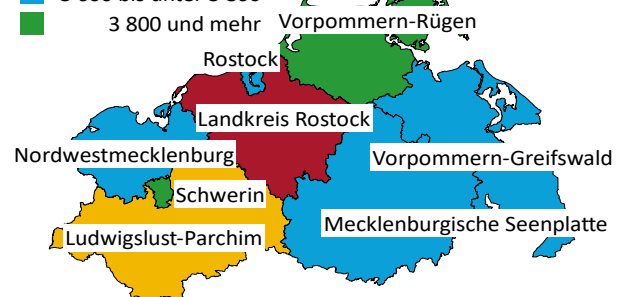 3 800 und mehr
Vorpommern-Rügen
Rostock
Landkreis Rostock
Nordwestmecklenburg
Vorpommern-Greifswald
Schwerin
Mecklenburgische Seenplatte
Ludwigslust-Parchim